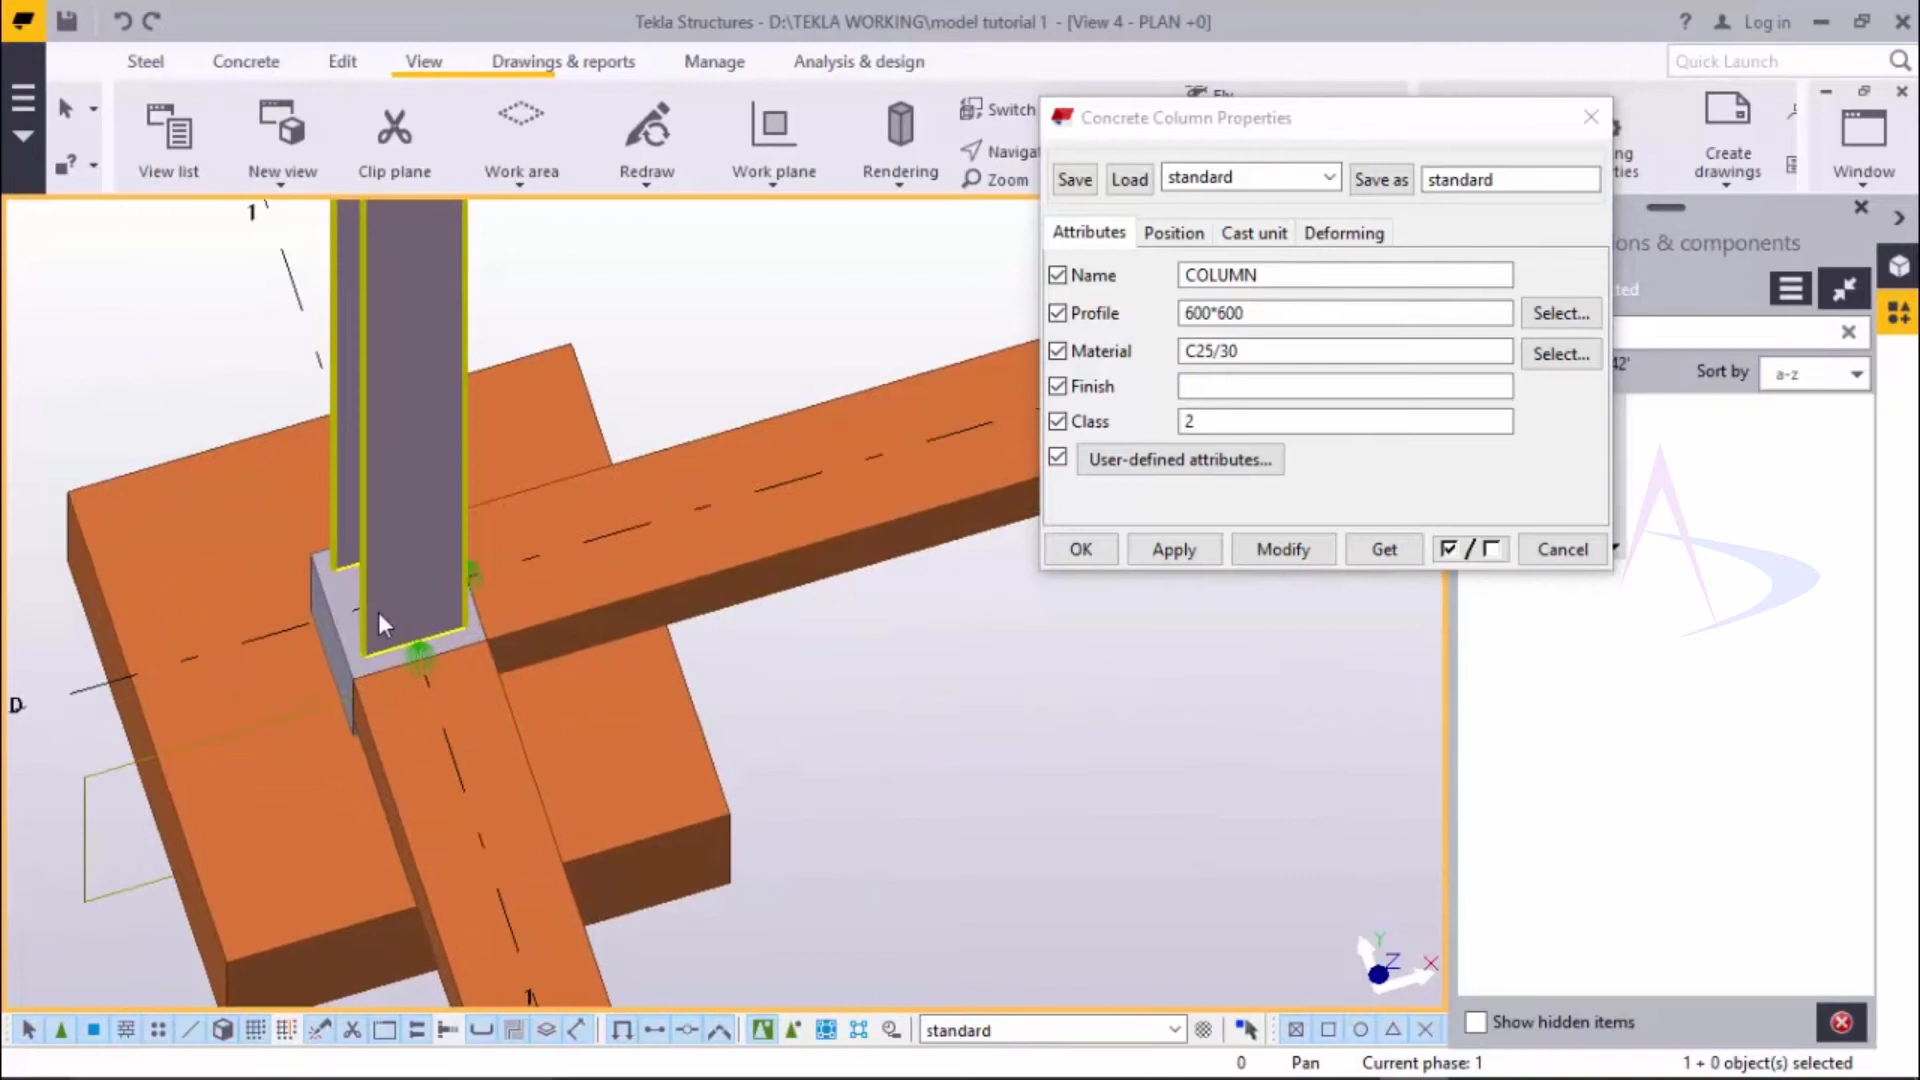 Tekla Structures - D:\TEKLA WORKING\model tutorial 1 - [View 4 - PLAN +0]
? Log in
Steel Concrete Edit View Drawings & reports Manage Analysis & design
Quick Launch
View list
New view
Clip plane
Work area
Redraw
Work plane
Rendering
Switch
Zoom
Fly
Create drawings
Window
Concrete Column Properties
Save Load standard Save as standard
Attributes Position Cast unit Deforming
Name COLUMN
Profile 600*600 Select...
Material C25/30 Select...
Finish
Class 2
User-defined attributes...
OK Apply Modify Get / Cancel
& components
Sort by a-z
1
D
1
Y
Z
X
standard
Show hidden items
0 Pan Current phase: 1 1 + 0 object(s) selected